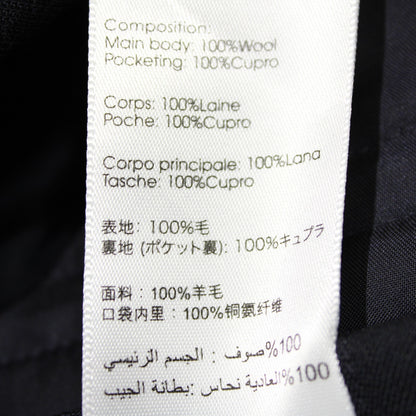 Composition:
Main body: 100%Wool
Pocketing: 100%Cupro
Corps: 100%Laine
Poche: 100%Cupro
Corpo principale: 100%Lana
Tasche: 100%Cupro
表地: 100%毛
裏地 (ポケット裏): 100%キュプラ
面料: 100%羊毛
口袋内里: 100%铜氨纤维
100%صوف : الجسم الرئيسي
100%العادية نحاس :بطانة الجيب